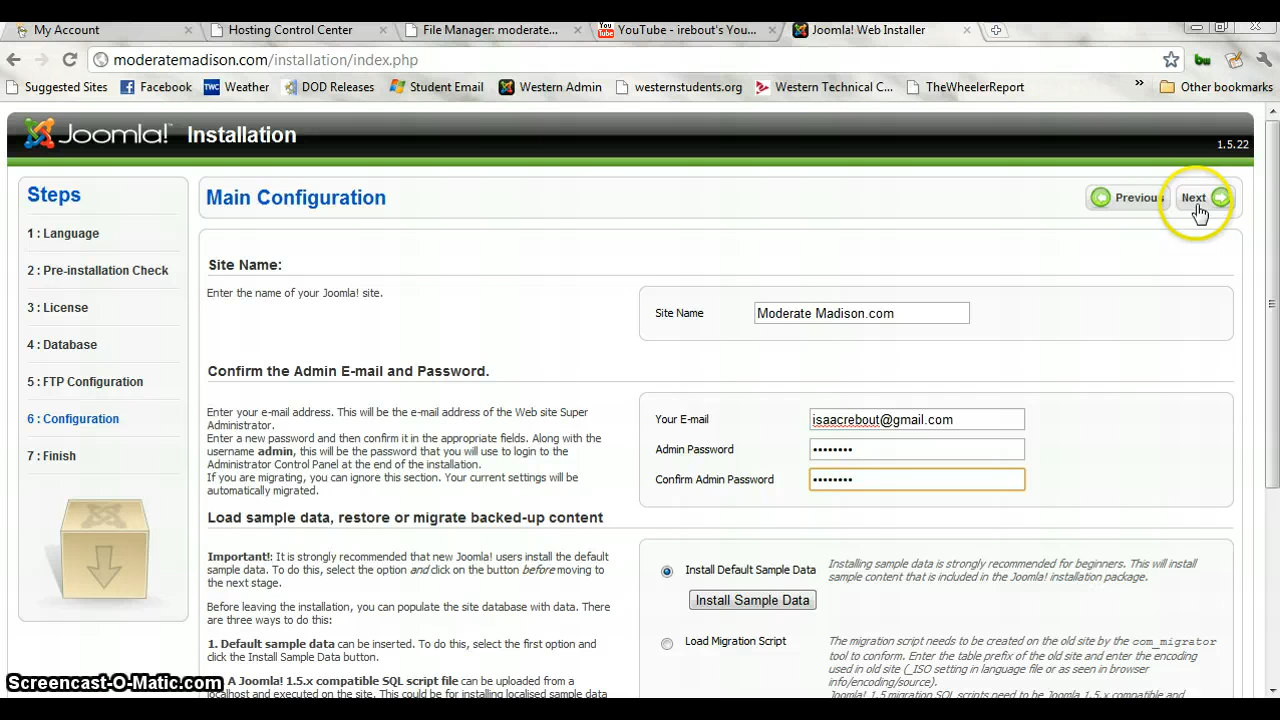 My Account
Hosting Control Center
File Manager: moderate...
YouTube - irebout's You...
Joomla! Web Installer
moderatemadison.com/installation/index.php
Suggested Sites
Facebook
Weather
DOD Releases
Student Email
Western Admin
westernstudents.org
Western Technical C...
TheWheelerReport
»
Other bookmarks
Joomla! Installation
1.5.22
Steps
1 : Language
2 : Pre-installation Check
3 : License
4 : Database
5 : FTP Configuration
6 : Configuration
7 : Finish
Main Configuration
Previous
Next
Site Name:
Enter the name of your Joomla! site.
Site Name
Moderate Madison.com
Confirm the Admin E-mail and Password.
Enter your e-mail address. This will be the e-mail address of the Web site Super
Administrator.
Enter a new password and then confirm it in the appropriate fields. Along with the
username admin, this will be the password that you will use to login to the
Administrator Control Panel at the end of the installation.
If you are migrating, you can ignore this section. Your current settings will be
automatically migrated.
Your E-mail
isaacrebout@gmail.com
Admin Password
••••••••
Confirm Admin Password
••••••••
Load sample data, restore or migrate backed-up content
Important!: It is strongly recommended that new Joomla! users install the default
sample data. To do this, select the option and click on the button before moving to
the next stage.
Before leaving the installation, you can populate the site database with data. There
are three ways to do this:
1. Default sample data can be inserted. To do this, select the first option and
click the Install Sample Data button.
A Joomla! 1.5.x compatible SQL script file can be uploaded from a
localhost and executed on the site. This could be for installing localised sample data
Install Default Sample Data
Installing sample data is strongly recommended for beginners. This will install
sample content that is included in the Joomla! installation package.
Install Sample Data
Load Migration Script
The migration script needs to be created on the old site by the com_migrator
tool to conform. Enter the table prefix of the old site and enter the encoding
used in old site (_ISO setting in language file or as seen in browser
info/encoding/source).
Joomla! 1.5 migration SQL scripts need to be Joomla 1.5.x compatible and
Screencast-O-Matic.com